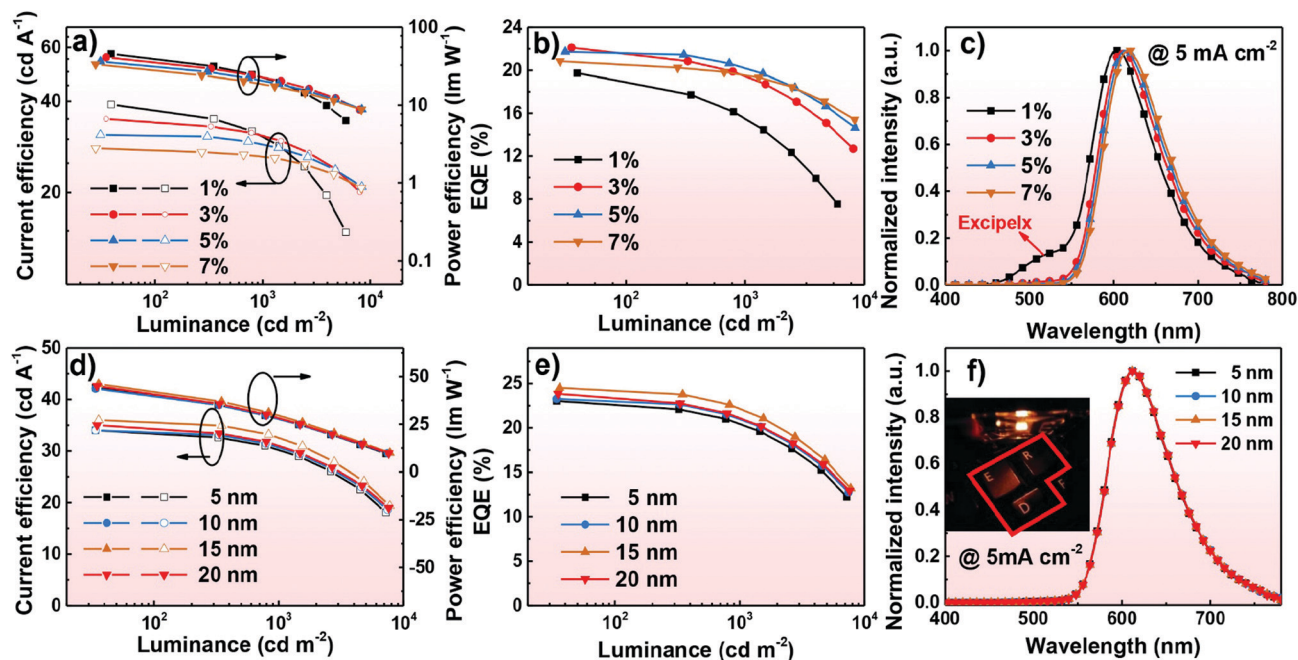 a)
Current efficiency (cd A⁻¹)
60
40
20
100
10
1
0.1
Power efficiency (lm W⁻¹)
1%
3%
5%
7%
10²
10³
10⁴
Luminance (cd m⁻²)
b)
EQE (%)
24
20
16
12
8
4
0
1%
3%
5%
7%
10²
10³
10⁴
Luminance (cd m⁻²)
c)
@ 5 mA cm⁻²
Normalized intensity (a.u.)
1.0
0.8
0.6
0.4
0.2
0.1
0.0
1%
3%
5%
7%
Excipelx
400
500
600
700
800
Wavelength (nm)
d)
Current efficiency (cd A⁻¹)
50
40
30
20
10
0
50
25
0
-25
-50
Power efficiency (lm W⁻¹)
5 nm
10 nm
15 nm
20 nm
10²
10³
10⁴
Luminance (cd m⁻²)
e)
EQE (%)
25
20
15
10
5
0
5 nm
10 nm
15 nm
20 nm
10²
10³
10⁴
Luminance (cd m⁻²)
f)
Normalized intensity (a.u.)
1.0
0.8
0.6
0.4
0.2
0.0
5 nm
10 nm
15 nm
20 nm
R
E
F
D
@ 5mA cm⁻²
400
500
600
700
Wavelength (nm)